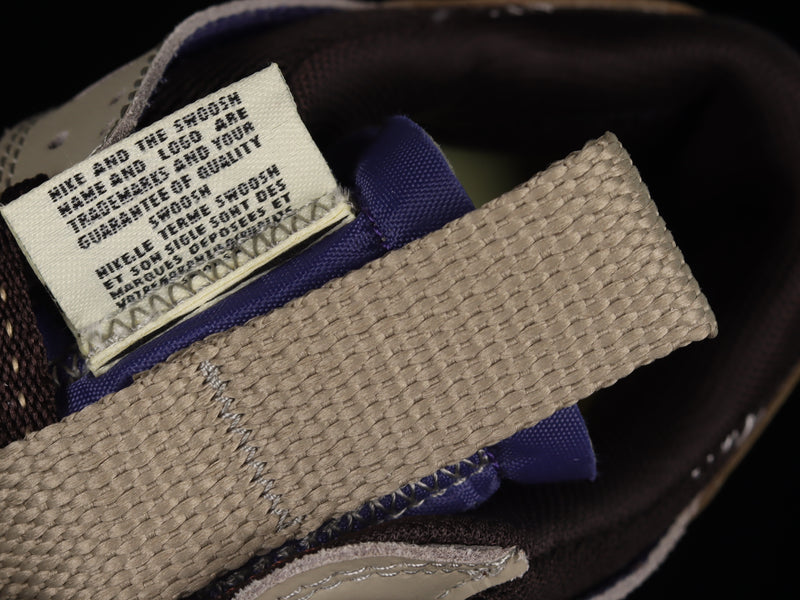 NIKE AND THE SWOOSH
NAME AND LOGO ARE
TRADEMARKS AND YOUR
GUARANTEE OF QUALITY
SWOOSH
NIKE.LE TERME SWOOSH
ET SON SIGLE SONT DES
MARQUES DEPOSEES ET